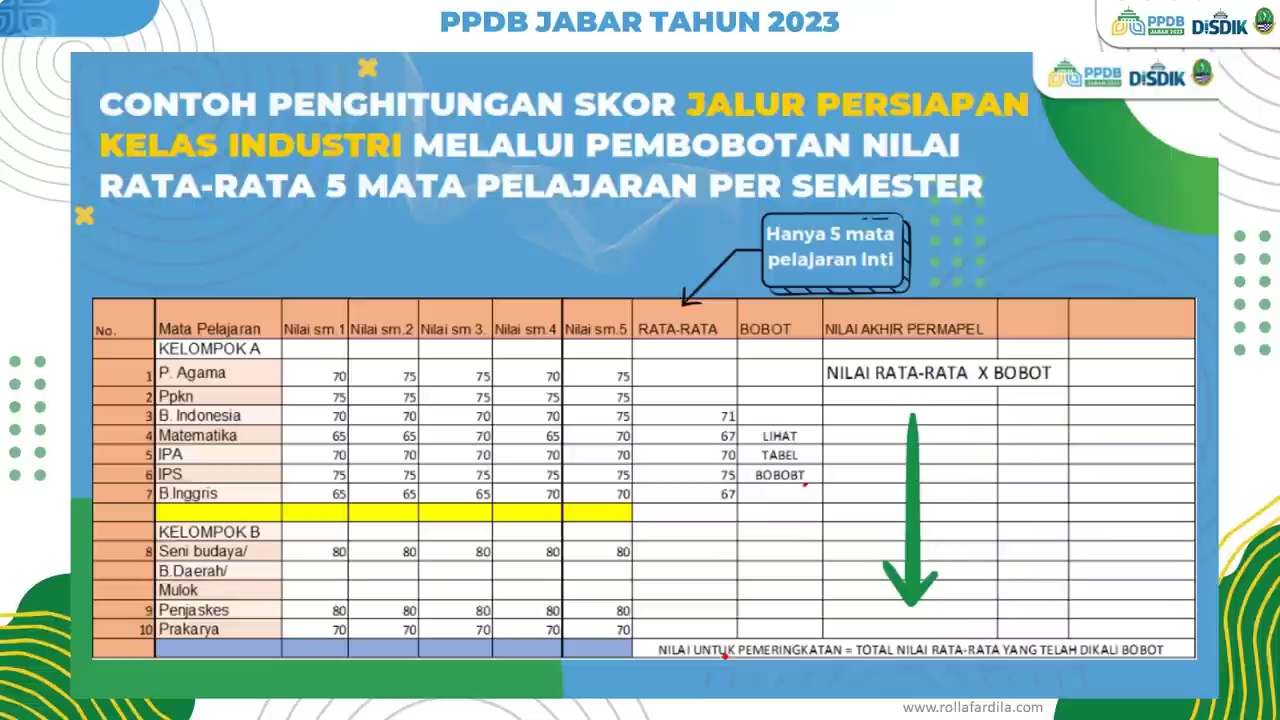 PPDB JABAR TAHUN 2023
PPDB
JABAR 2023
DISDIK
PPDB
DISDIK
CONTOH PENGHITUNGAN SKOR JALUR PERSIAPAN
KELAS INDUSTRI MELALUI PEMBOBOTAN NILAI
RATA-RATA 5 MATA PELAJARAN PER SEMESTER
Hanya 5 mata
pelajaran Inti
No. Mata Pelajaran Nilai sm.1 Nilai sm.2 Nilai sm 3. Nilai sm.4 Nilai sm.5 RATA-RATA BOBOT NILAI AKHIR PERMAPEL
KELOMPOK A
1 P. Agama 70 75 75 70 75 NILAI RATA-RATA X BOBOT
2 Ppkn 75 75 75 75 75
3 B. Indonesia 70 70 70 70 75 71
4 Matematika 65 65 70 65 70 67 LIHAT
5 IPA 70 70 70 70 70 70 TABEL
6 IPS 75 75 75 75 75 75 BOBOBT
7 B.Inggris 65 65 65 70 70 67
KELOMPOK B
8 Seni budaya/ 80 80 80 80 80
B.Daerah/
Mulok
9 Penjaskes 80 80 80 80 80
10 Prakarya 70 70 70 70 70
NILAI UNTUK PEMERINGKATAN = TOTAL NILAI RATA-RATA YANG TELAH DIKALI BOBOT
www.rollafardila.com